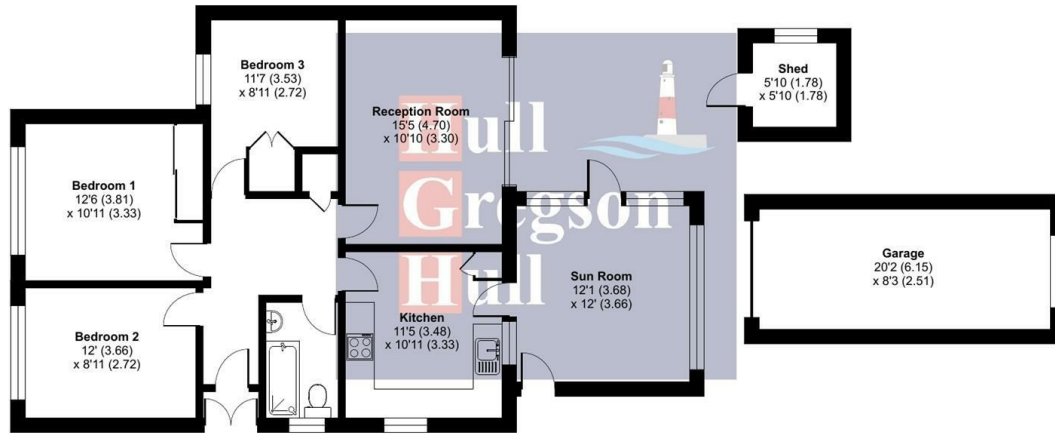 Bedroom 3
11'7 (3.53)
x 8'11 (2.72)
Reception Room
15'5 (4.70)
x 10'10 (3.30)
Shed
5'10 (1.78)
x 5'10 (1.78)
Bedroom 1
12'6 (3.81)
x 10'11 (3.33)
Hull
Gregson
Hull
Garage
20'2 (6.15)
x 8'3 (2.51)
Sun Room
12'1 (3.68)
x 12' (3.66)
Kitchen
11'5 (3.48)
x 10'11 (3.33)
Bedroom 2
12' (3.66)
x 8'11 (2.72)